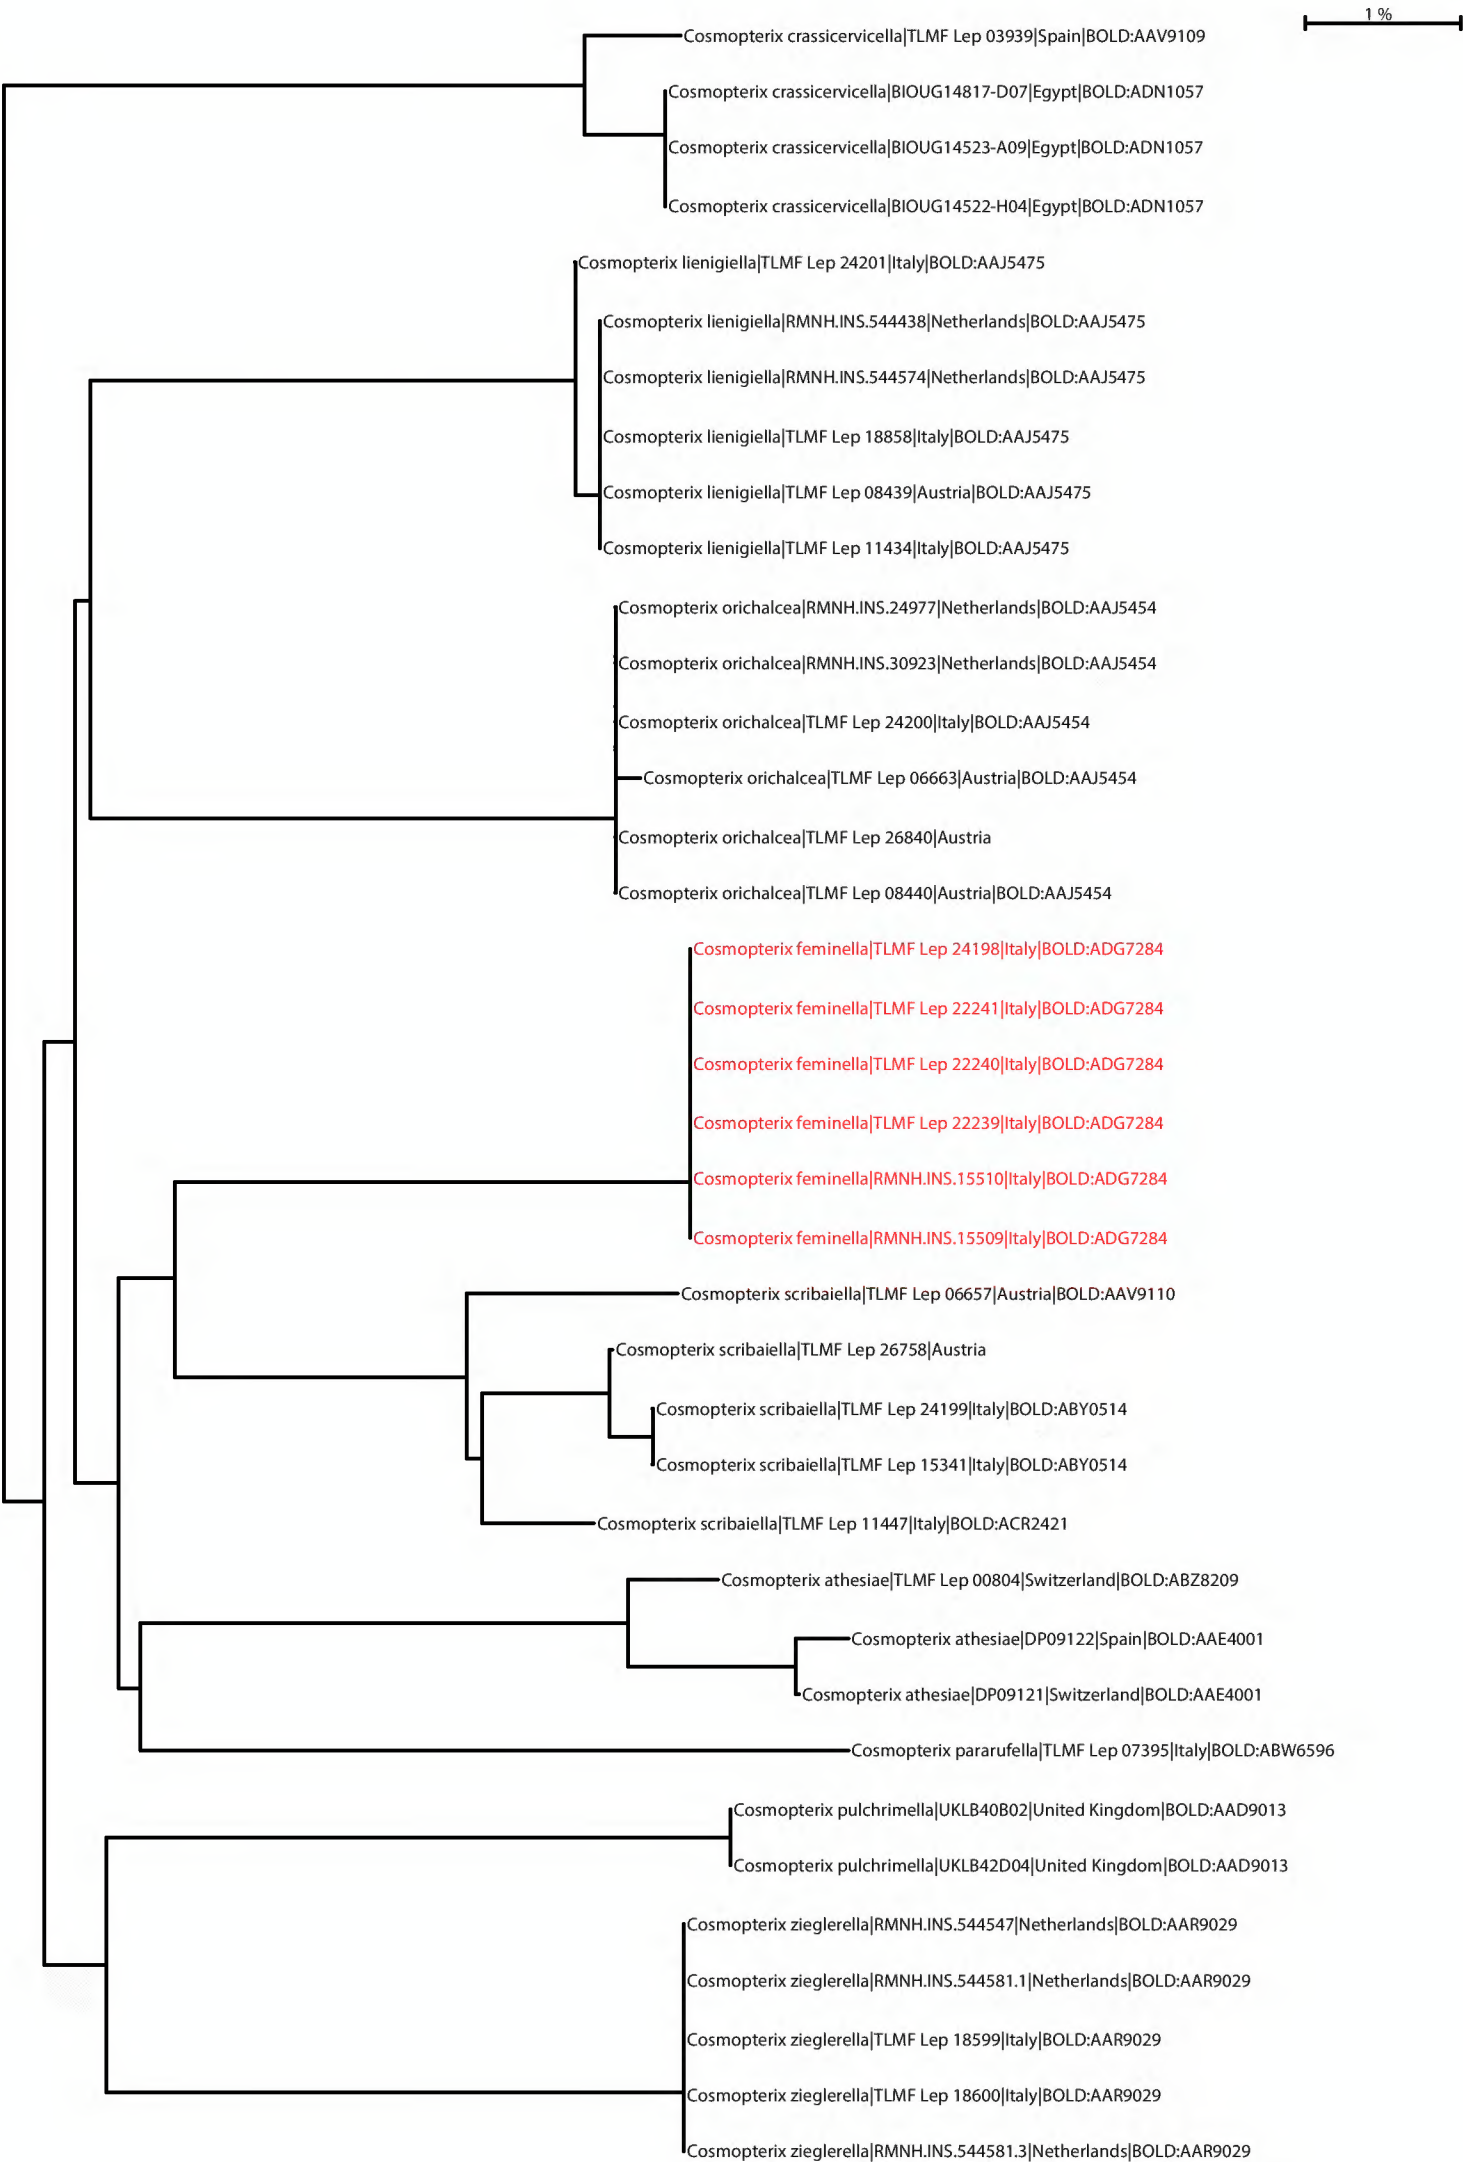 1 %
Cosmopterix crassicervicella|TLMF Lep 03939|Spain|BOLD:AAV9109
Cosmopterix crassicervicella|BIOUG14817-D07|Egypt|BOLD:ADN1057
Cosmopterix crassicervicella|BIOUG14523-A09|Egypt|BOLD:ADN1057
Cosmopterix crassicervicella|BIOUG14522-H04|Egypt|BOLD:ADN1057
Cosmopterix lienigiella|TLMF Lep 24201|Italy|BOLD:AAJ5475
Cosmopterix lienigiella|RMNH.INS.544438|Netherlands|BOLD:AAJ5475
Cosmopterix lienigiella|RMNH.INS.544574|Netherlands|BOLD:AAJ5475
Cosmopterix lienigiella|TLMF Lep 18858|Italy|BOLD:AAJ5475
Cosmopterix lienigiella|TLMF Lep 08439|Austria|BOLD:AAJ5475
Cosmopterix lienigiella|TLMF Lep 11434|Italy|BOLD:AAJ5475
Cosmopterix orichalcea|RMNH.INS.24977|Netherlands|BOLD:AAJ5454
Cosmopterix orichalcea|RMNH.INS.30923|Netherlands|BOLD:AAJ5454
Cosmopterix orichalcea|TLMF Lep 24200|Italy|BOLD:AAJ5454
Cosmopterix orichalcea|TLMF Lep 06663|Austria|BOLD:AAJ5454
Cosmopterix orichalcea|TLMF Lep 26840|Austria
Cosmopterix orichalcea|TLMF Lep 08440|Austria|BOLD:AAJ5454
Cosmopterix feminella|TLMF Lep 24198|Italy|BOLD:ADG7284
Cosmopterix feminella|TLMF Lep 22241|Italy|BOLD:ADG7284
Cosmopterix feminella|TLMF Lep 22240|Italy|BOLD:ADG7284
Cosmopterix feminella|TLMF Lep 22239|Italy|BOLD:ADG7284
Cosmopterix feminella|RMNH.INS.15510|Italy|BOLD:ADG7284
Cosmopterix feminella|RMNH.INS.15509|Italy|BOLD:ADG7284
Cosmopterix scribaiella|TLMF Lep 06657|Austria|BOLD:AAV9110
Cosmopterix scribaiella|TLMF Lep 26758|Austria
Cosmopterix scribaiella|TLMF Lep 24199|Italy|BOLD:ABY0514
Cosmopterix scribaiella|TLMF Lep 15341|Italy|BOLD:ABY0514
Cosmopterix scribaiella|TLMF Lep 11447|Italy|BOLD:ACR2421
Cosmopterix athesiae|TLMF Lep 00804|Switzerland|BOLD:ABZ8209
Cosmopterix athesiae|DP09122|Spain|BOLD:AAE4001
Cosmopterix athesiae|DP09121|Switzerland|BOLD:AAE4001
Cosmopterix pararufella|TLMF Lep 07395|Italy|BOLD:ABW6596
Cosmopterix pulchrimella|UKLB40B02|United Kingdom|BOLD:AAD9013
Cosmopterix pulchrimella|UKLB42D04|United Kingdom|BOLD:AAD9013
Cosmopterix zieglerella|RMNH.INS.544547|Netherlands|BOLD:AAR9029
Cosmopterix zieglerella|RMNH.INS.544581.1|Netherlands|BOLD:AAR9029
Cosmopterix zieglerella|TLMF Lep 18599|Italy|BOLD:AAR9029
Cosmopterix zieglerella|TLMF Lep 18600|Italy|BOLD:AAR9029
Cosmopterix zieglerella|RMNH.INS.544581.3|Netherlands|BOLD:AAR9029